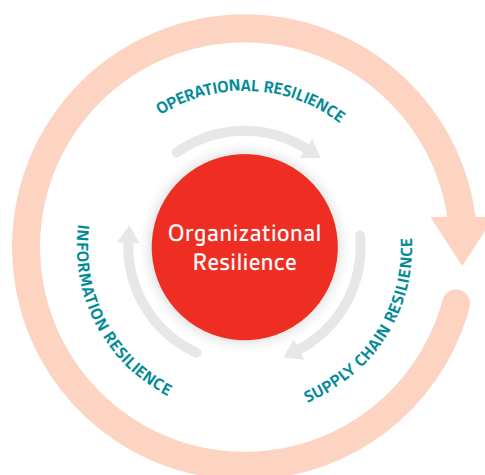 OPERATIONAL RESILIENCE
Organizational
Resilience
INFORMATION RESILIENCE
SUPPLY CHAIN RESILIENCE